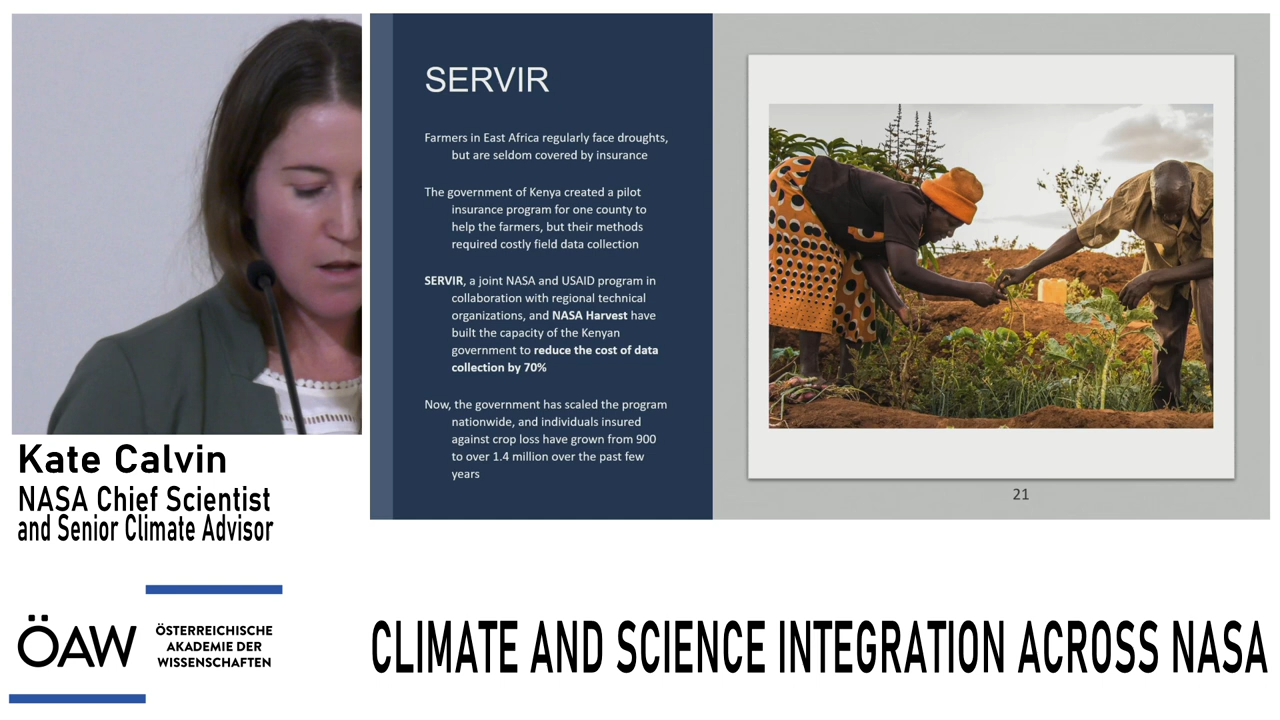 SERVIR
Farmers in East Africa regularly face droughts,
but are seldom covered by insurance
The government of Kenya created a pilot
insurance program for one county to
help the farmers, but their methods
required costly field data collection
SERVIR, a joint NASA and USAID program in
collaboration with regional technical
organizations, and NASA Harvest have
built the capacity of the Kenyan
government to reduce the cost of data
collection by 70%
Now, the government has scaled the program
nationwide, and individuals insured
against crop loss have grown from 900
to over 1.4 million over the past few
years
21
Kate Calvin
NASA Chief Scientist
and Senior Climate Advisor
ÖAW
ÖSTERREICHISCHE
AKADEMIE DER
WISSENSCHAFTEN
CLIMATE AND SCIENCE INTEGRATION ACROSS NASA